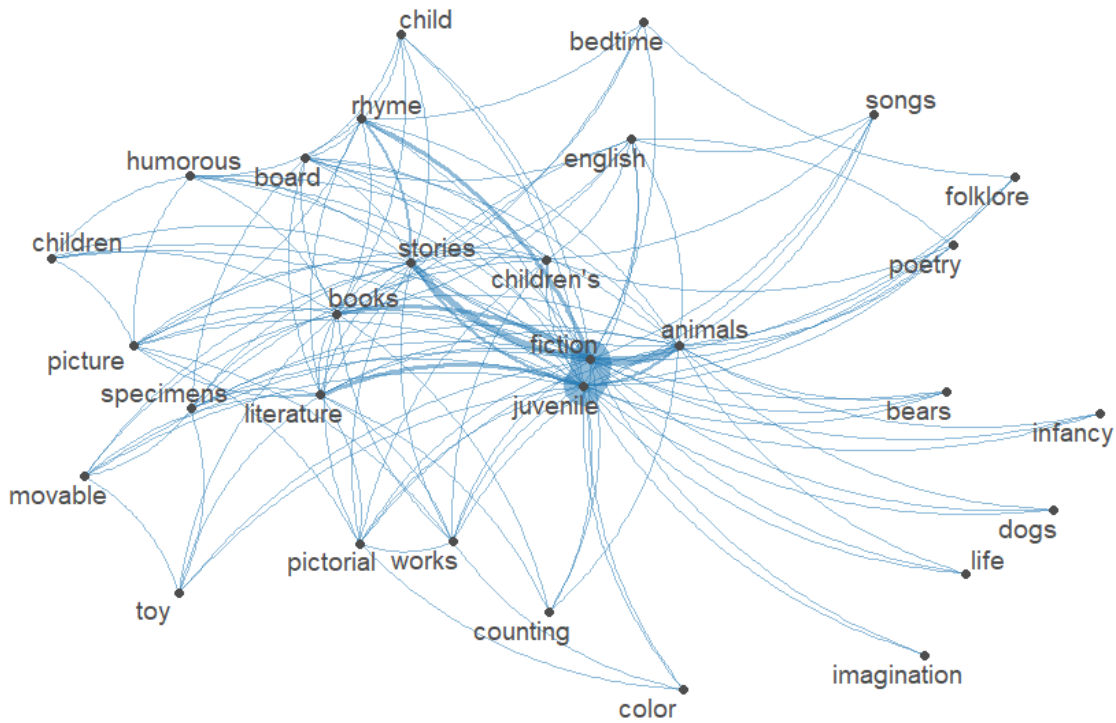 child
bedtime
rhyme
songs
humorous
board
english
folklore
children
stories
children's
poetry
books
picture
fiction
animals
specimens
literature
juvenile
bears
infancy
movable
dogs
pictorial
works
life
toy
counting
imagination
color